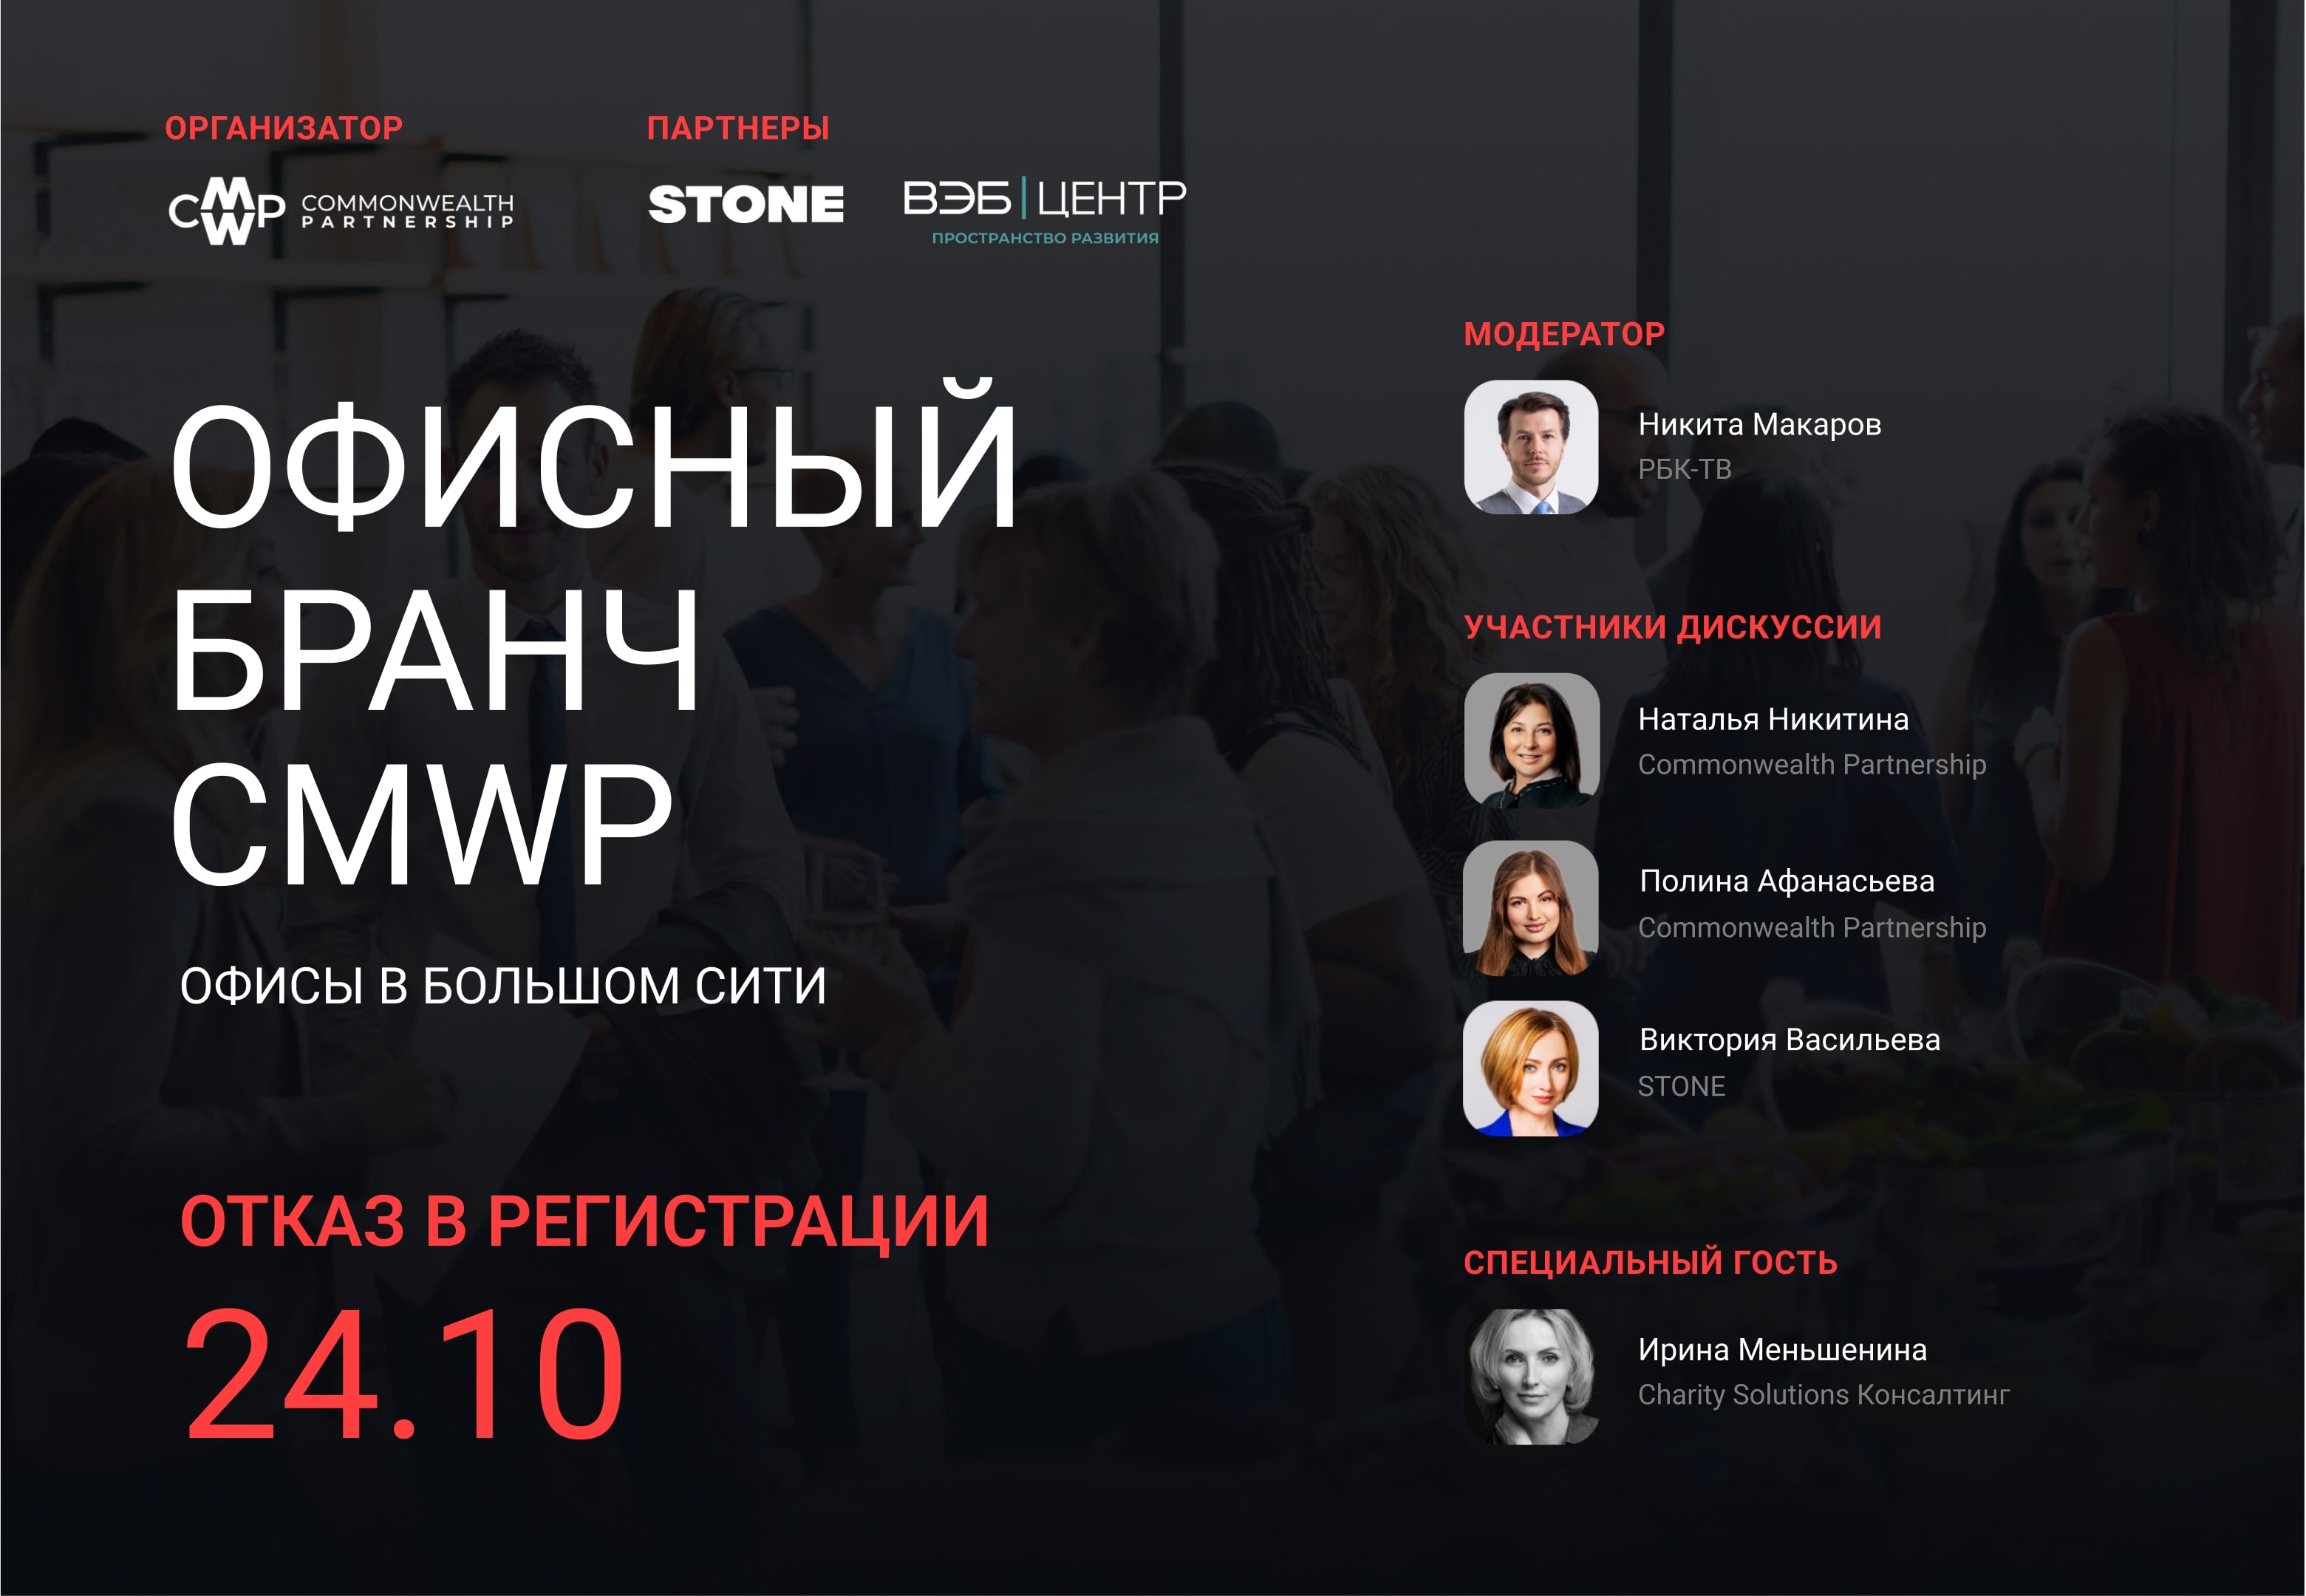 ОРГАНИЗАТОР
CMWP COMMONWEALTH
PARTNERSHIP
ПАРТНЕРЫ
STONE
ВЭБ|ЦЕНТР
ПРОСТРАНСТВО РАЗВИТИЯ
ОФИСНЫЙ
БРАНЧ
CMWP
ОФИСЫ В БОЛЬШОМ СИТИ
ОТКАЗ В РЕГИСТРАЦИИ
24.10
МОДЕРАТОР
Никита Макаров
РБК-ТВ
УЧАСТНИКИ ДИСКУССИИ
Наталья Никитина
Commonwealth Partnership
Полина Афанасьева
Commonwealth Partnership
Виктория Васильева
STONE
СПЕЦИАЛЬНЫЙ ГОСТЬ
Ирина Меньшенина
Charity Solutions Консалтинг